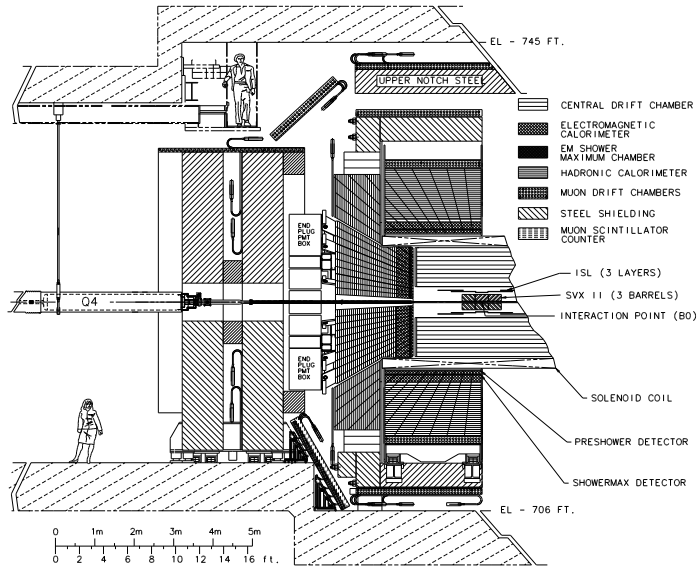 EL - 745 FT.
UPPER NOTCH STEEL
CENTRAL DRIFT CHAMBER
ELECTROMAGNETIC
CALORIMETER
EM SHOWER
MAXIMUM CHAMBER
HADRONIC CALORIMETER
MUON DRIFT CHAMBERS
STEEL SHIELDING
MUON SCINTILLATOR
COUNTER
END
PLUG
PMT
BOX
ISL (3 LAYERS)
Q4
SVX II (3 BARRELS)
INTERACTION POINT (B0)
END
PLUG
PMT
BOX
SOLENOID COIL
PRESHOWER DETECTOR
SHOWERMAX DETECTOR
EL - 706 FT.
0 1m 2m 3m 4m 5m
0 2 4 6 8 10 12 14 16 ft.